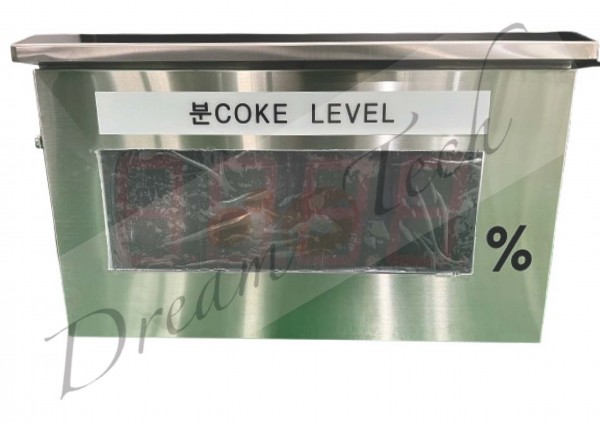 분COKE LEVEL
%
Dream Tech